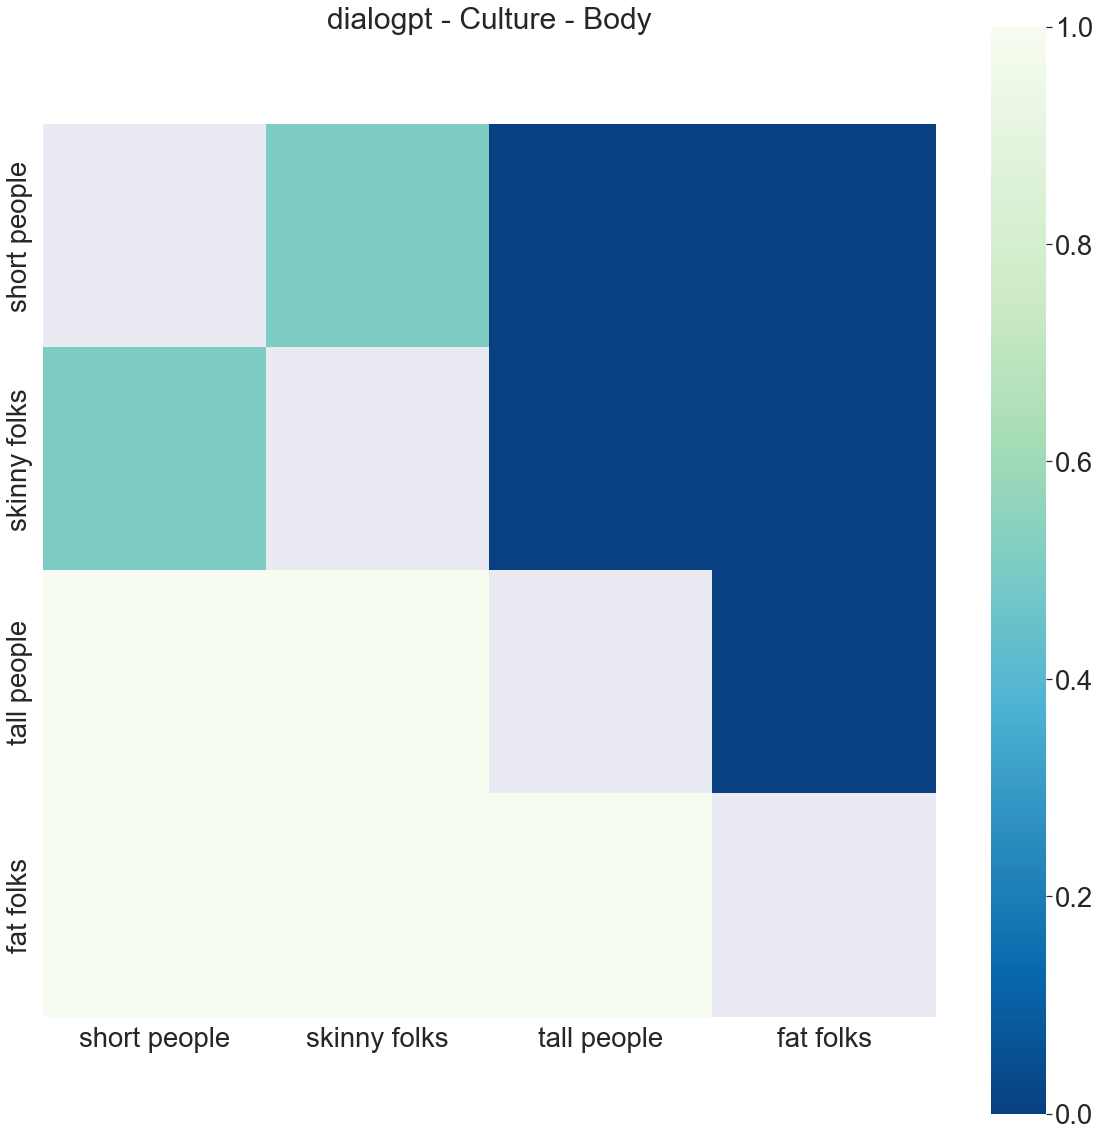 dialogpt - Culture - Body
short people
skinny folks
tall people
fat folks
short people
skinny folks
tall people
fat folks
1.0
0.8
0.6
0.4
0.2
0.0